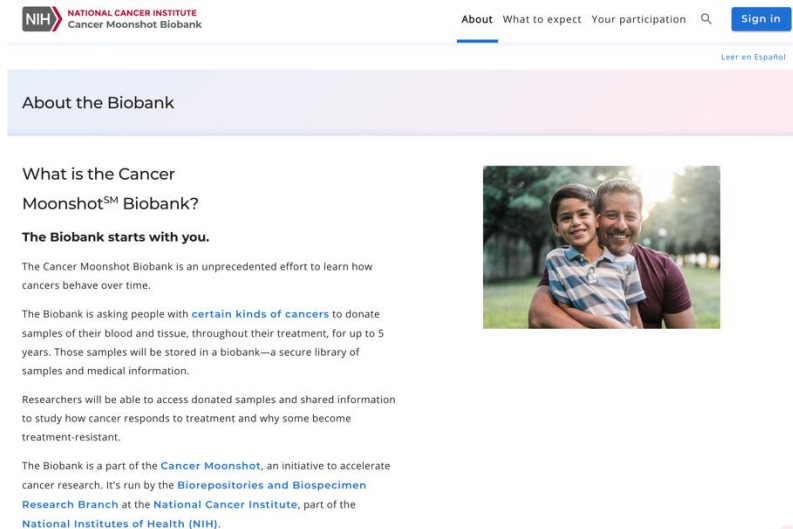 NIH NATIONAL CANCER INSTITUTE
Cancer Moonshot Biobank
About What to expect Your participation Sign in
Leer en Español
About the Biobank
What is the Cancer
Moonshot℠ Biobank?
The Biobank starts with you.
The Cancer Moonshot Biobank is an unprecedented effort to learn how
cancers behave over time.
The Biobank is asking people with certain kinds of cancers to donate
samples of their blood and tissue, throughout their treatment, for up to 5
years. Those samples will be stored in a biobank—a secure library of
samples and medical information.
Researchers will be able to access donated samples and shared information
to study how cancer responds to treatment and why some become
treatment-resistant.
The Biobank is a part of the Cancer Moonshot, an initiative to accelerate
cancer research. It's run by the Biorepositories and Biospecimen
Research Branch at the National Cancer Institute, part of the
National Institutes of Health (NIH).